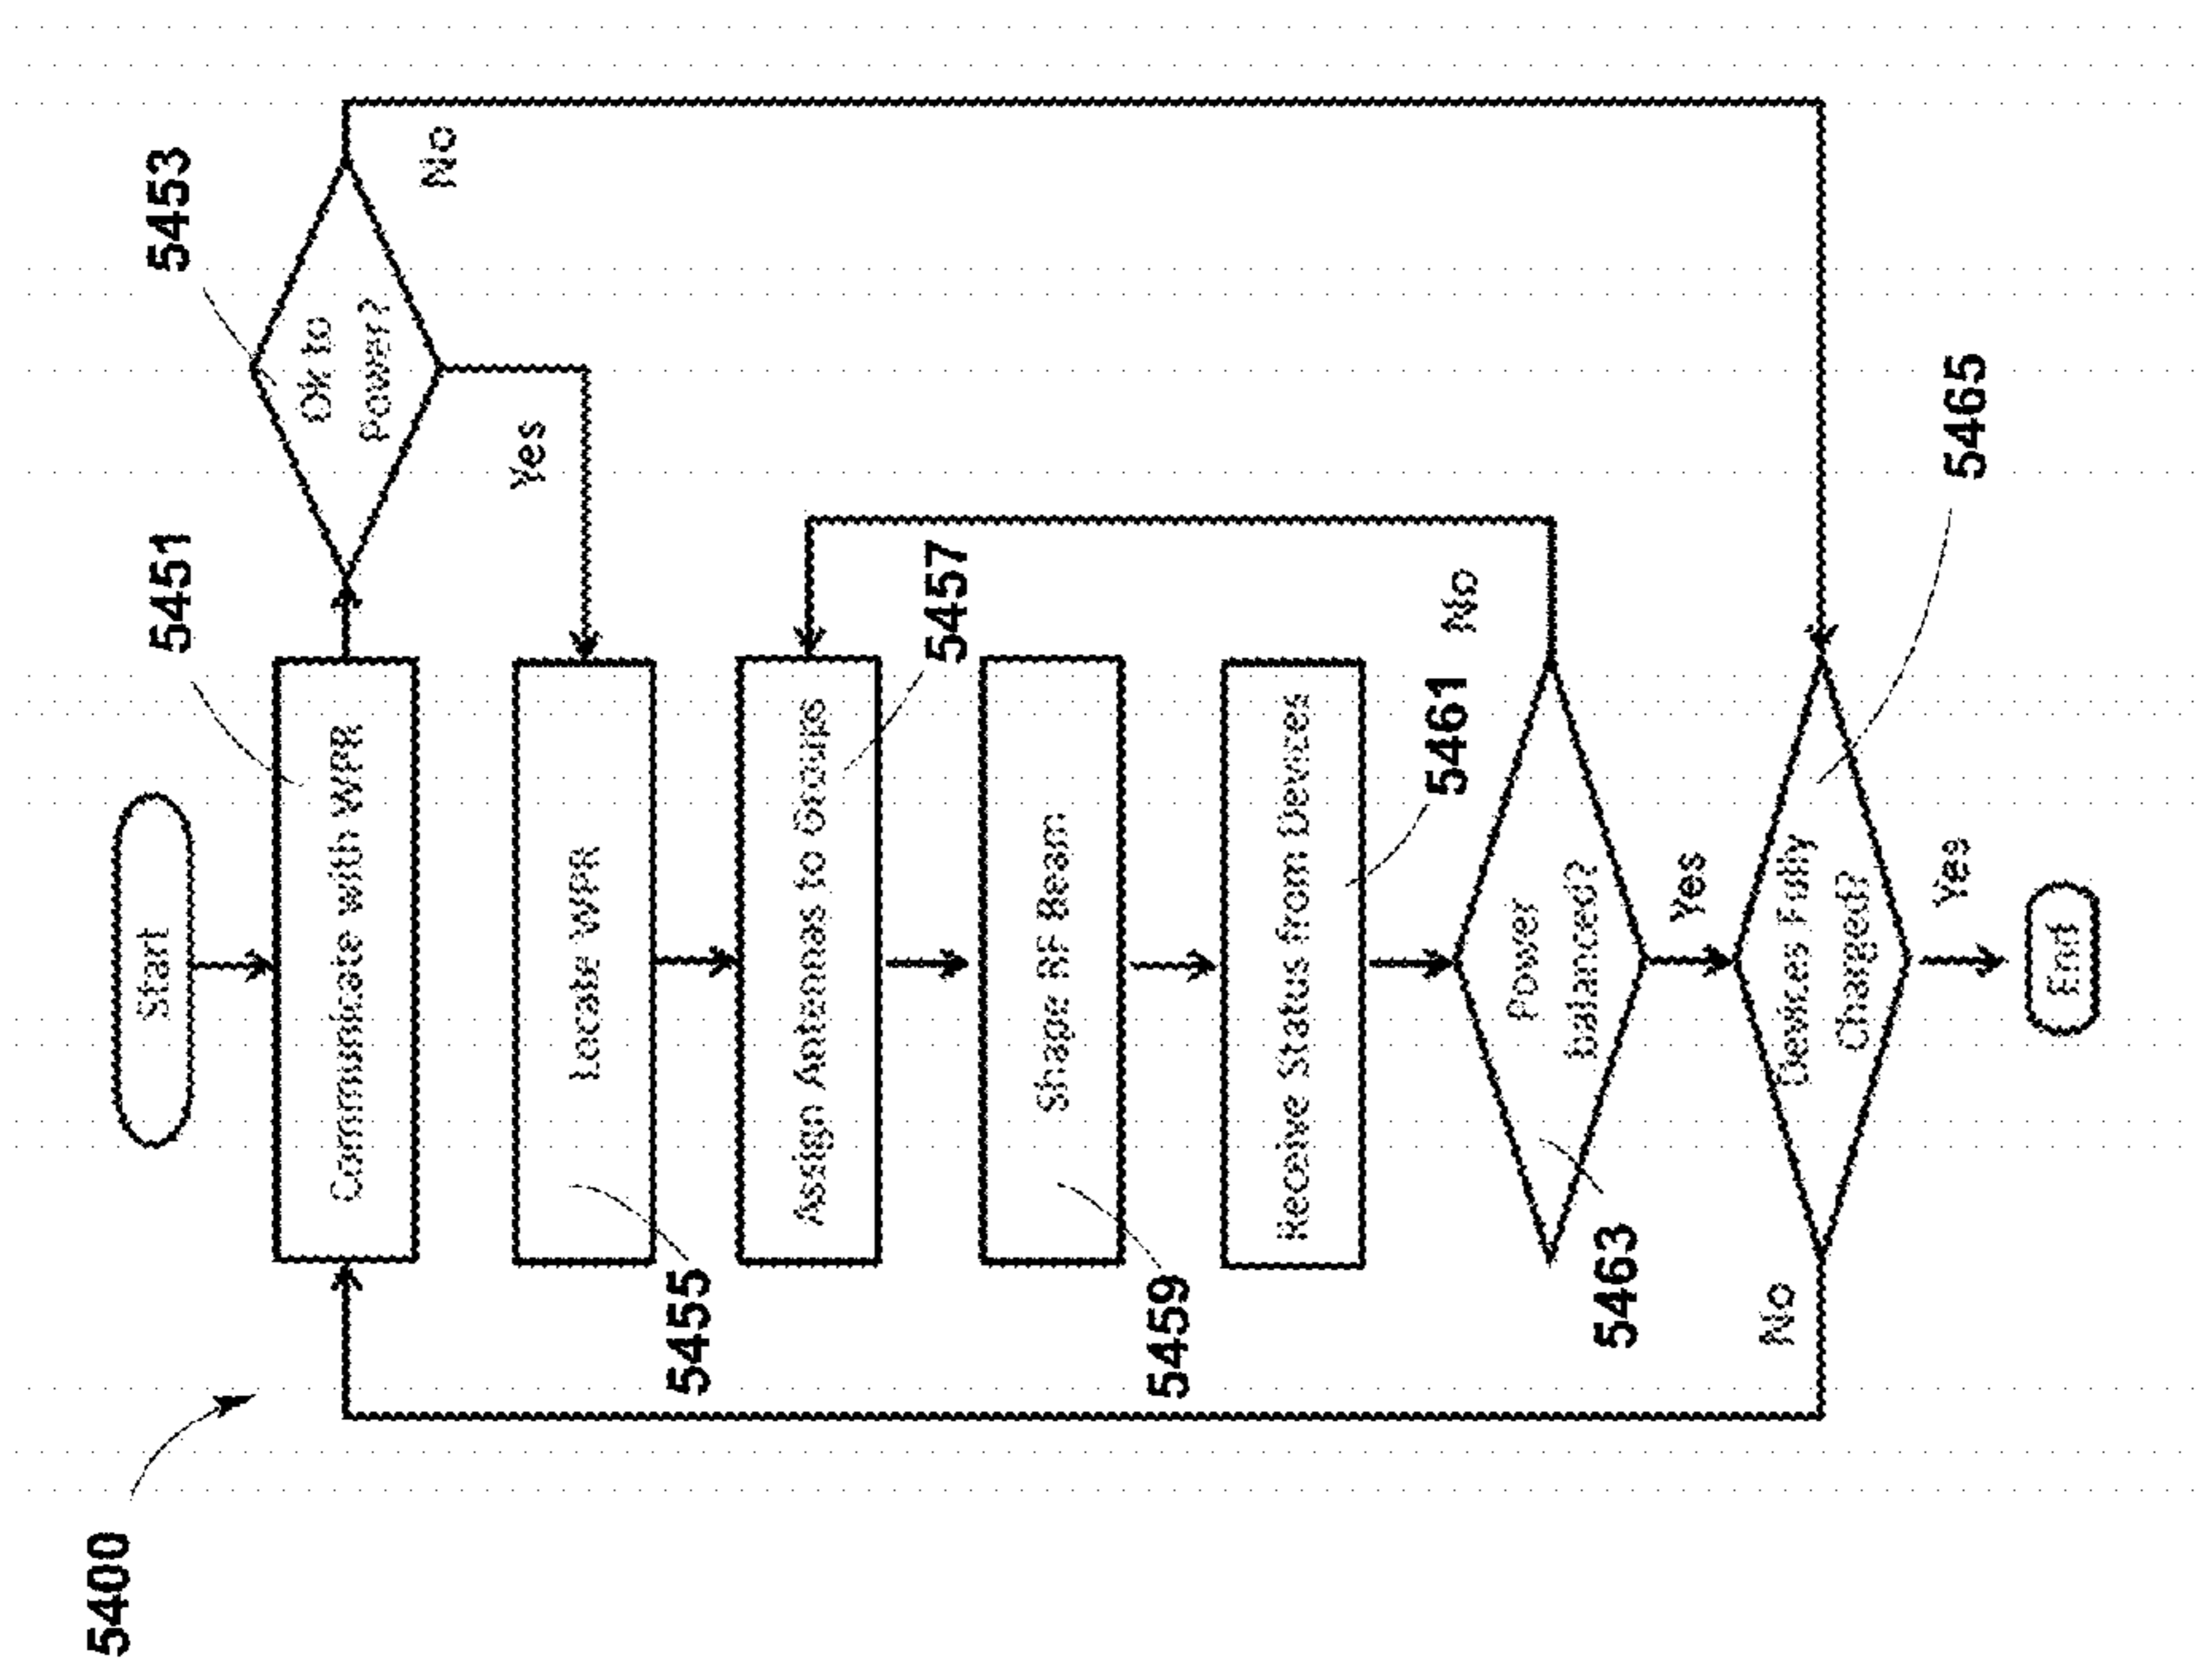 5400
Start
Communicate with WPR
5451
Ok to
Power?
5453
No
Yes
Locate WPR
5455
Assign Antennas to Groups
5457
Shape RF Beam
5459
Receive Status from Devices
5461
Power
balanced?
5463
No
Yes
Devices Fully
Charged?
5465
No
Yes
End